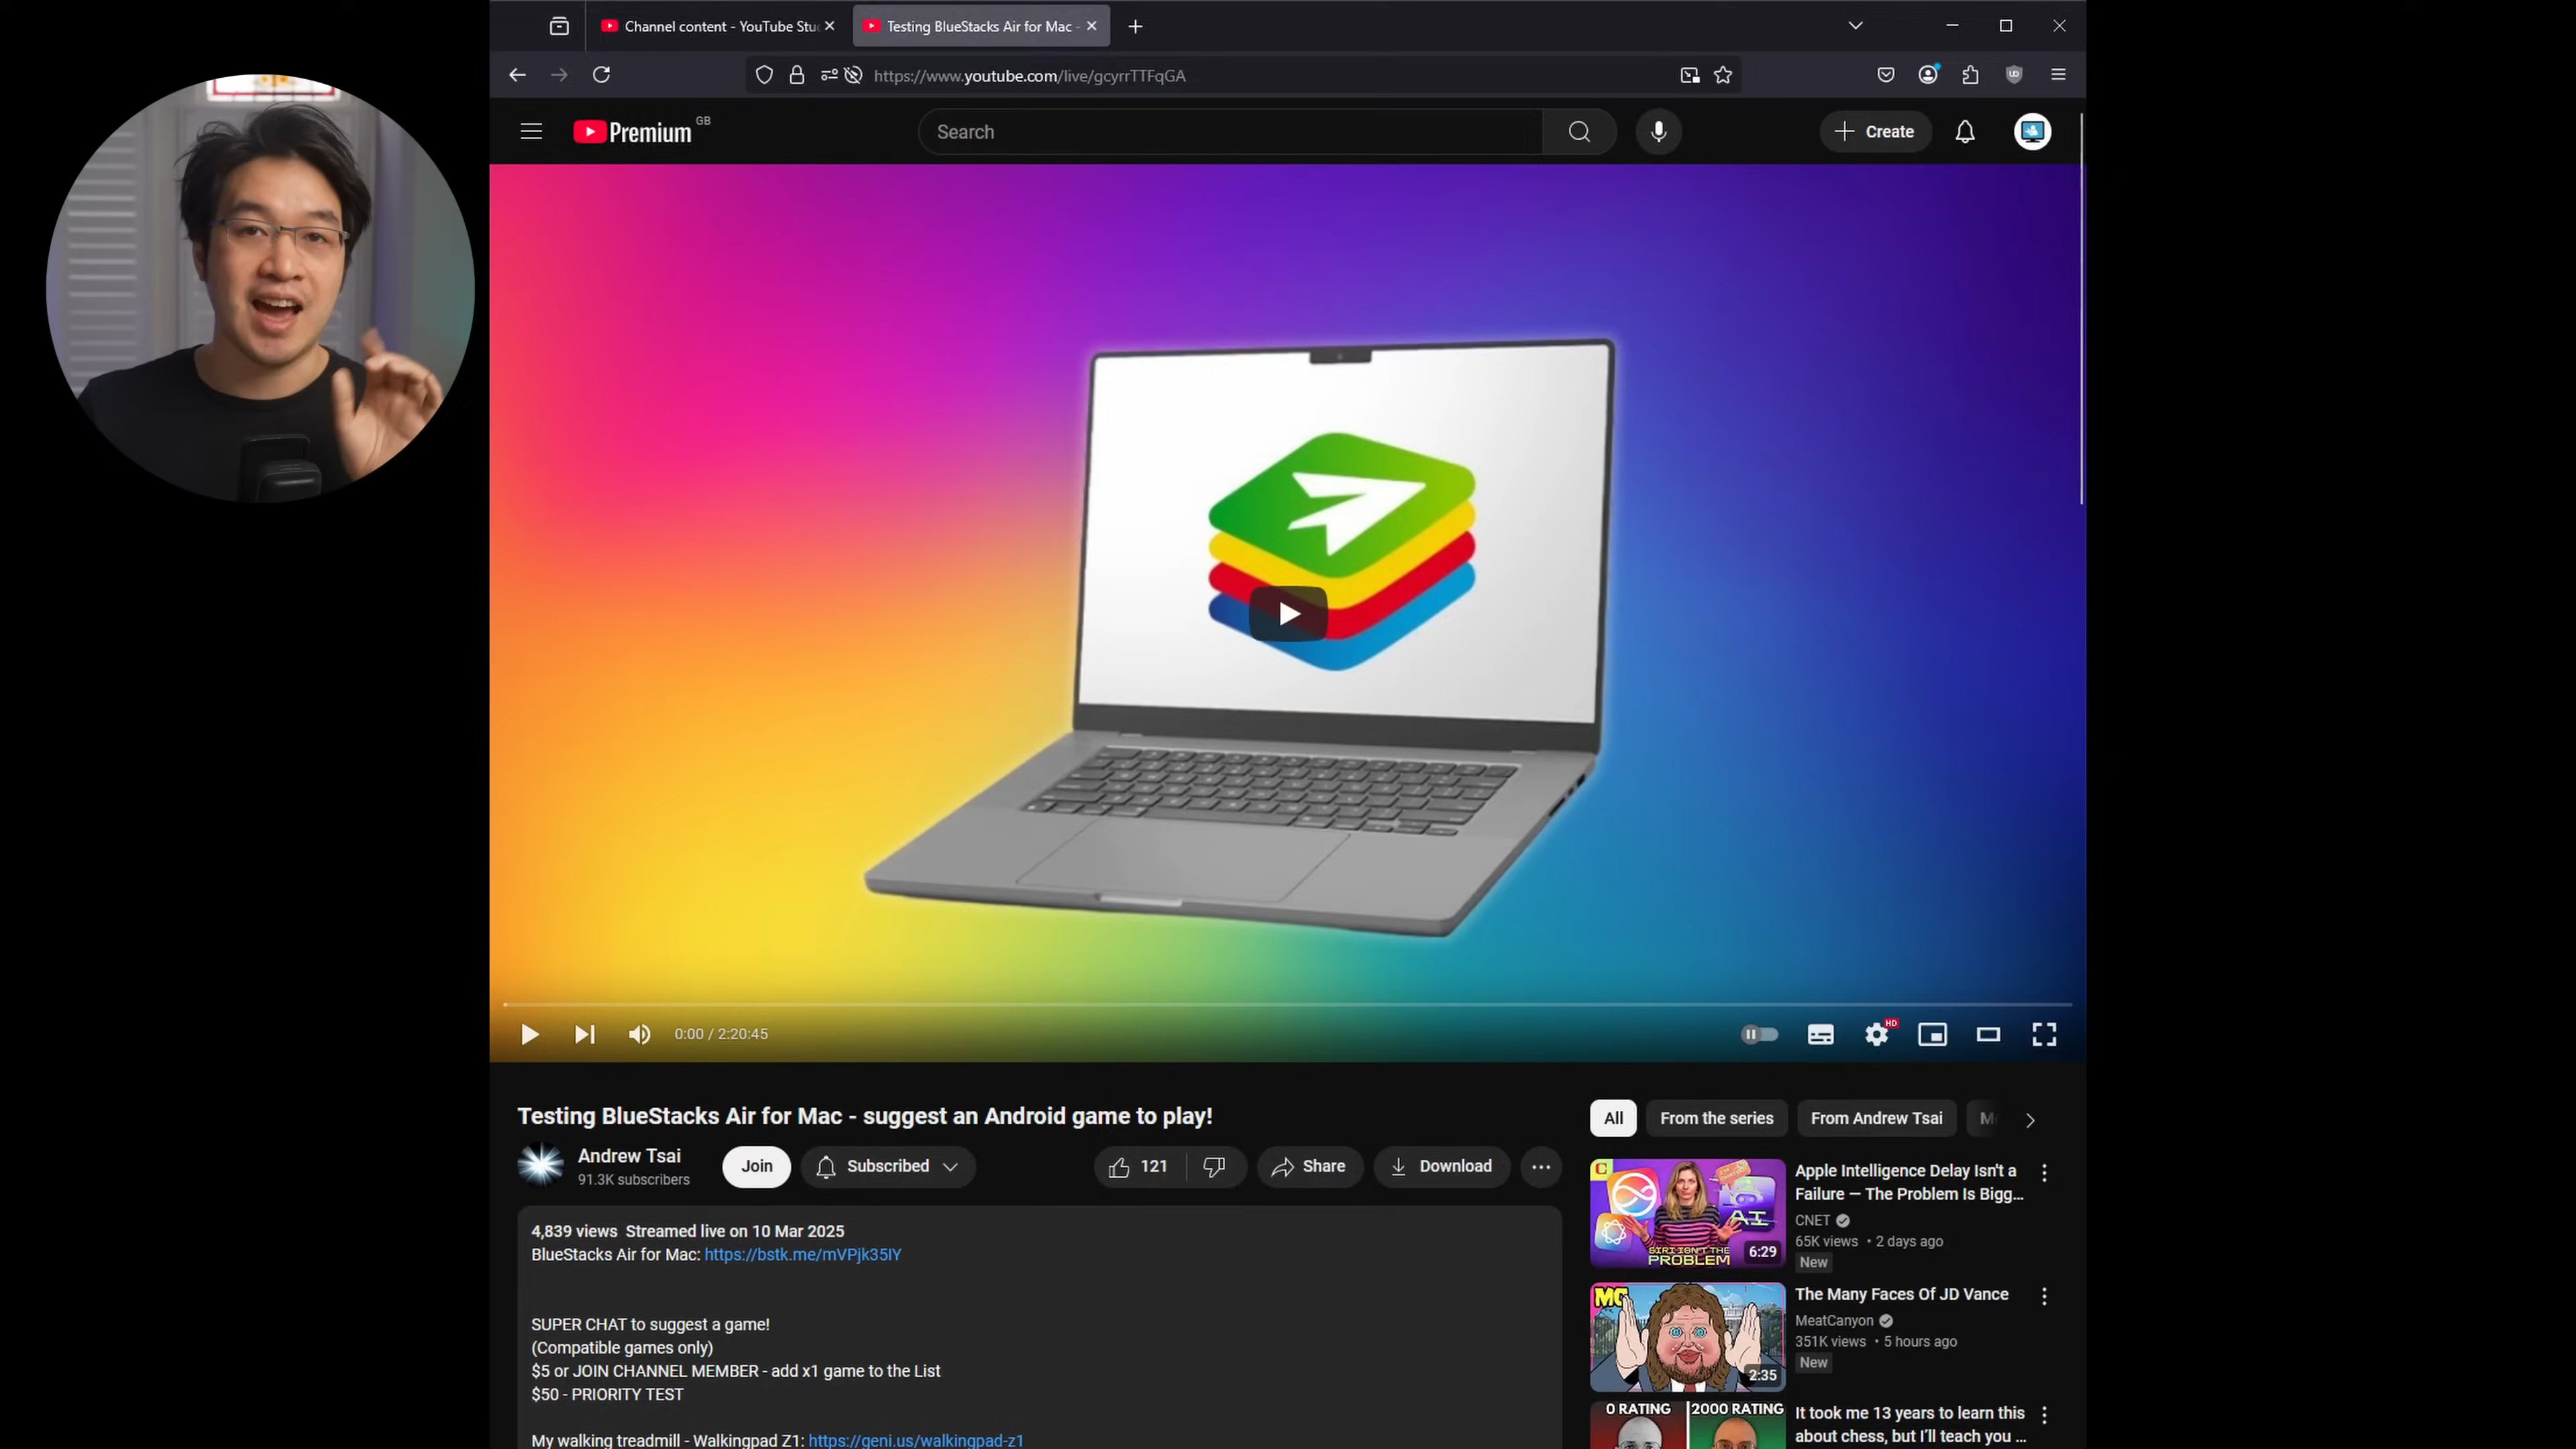 Channel content - YouTube Stu
Testing BlueStacks Air for Mac -
https://www.youtube.com/live/gcyrrTTFqGA
Premium GB
Search
Create
0:00 / 2:20:45
HD
Testing BlueStacks Air for Mac - suggest an Android game to play!
Andrew Tsai
91.3K subscribers
Join
Subscribed
121
Share
Download
4,839 views Streamed live on 10 Mar 2025
BlueStacks Air for Mac: https://bstk.me/mVPjk35IY
SUPER CHAT to suggest a game!
(Compatible games only)
$5 or JOIN CHANNEL MEMBER - add x1 game to the List
$50 - PRIORITY TEST
My walking treadmill - Walkingpad Z1: https://geni.us/walkingpad-z1
All
From the series
From Andrew Tsai
AI
SIRI ISN'T THE
PROBLEM
6:29
Apple Intelligence Delay Isn't a
Failure — The Problem Is Bigg...
CNET
65K views • 2 days ago
New
MC
2:35
The Many Faces Of JD Vance
MeatCanyon
351K views • 5 hours ago
New
0 RATING
2000 RATING
It took me 13 years to learn this
about chess, but I'll teach you ...